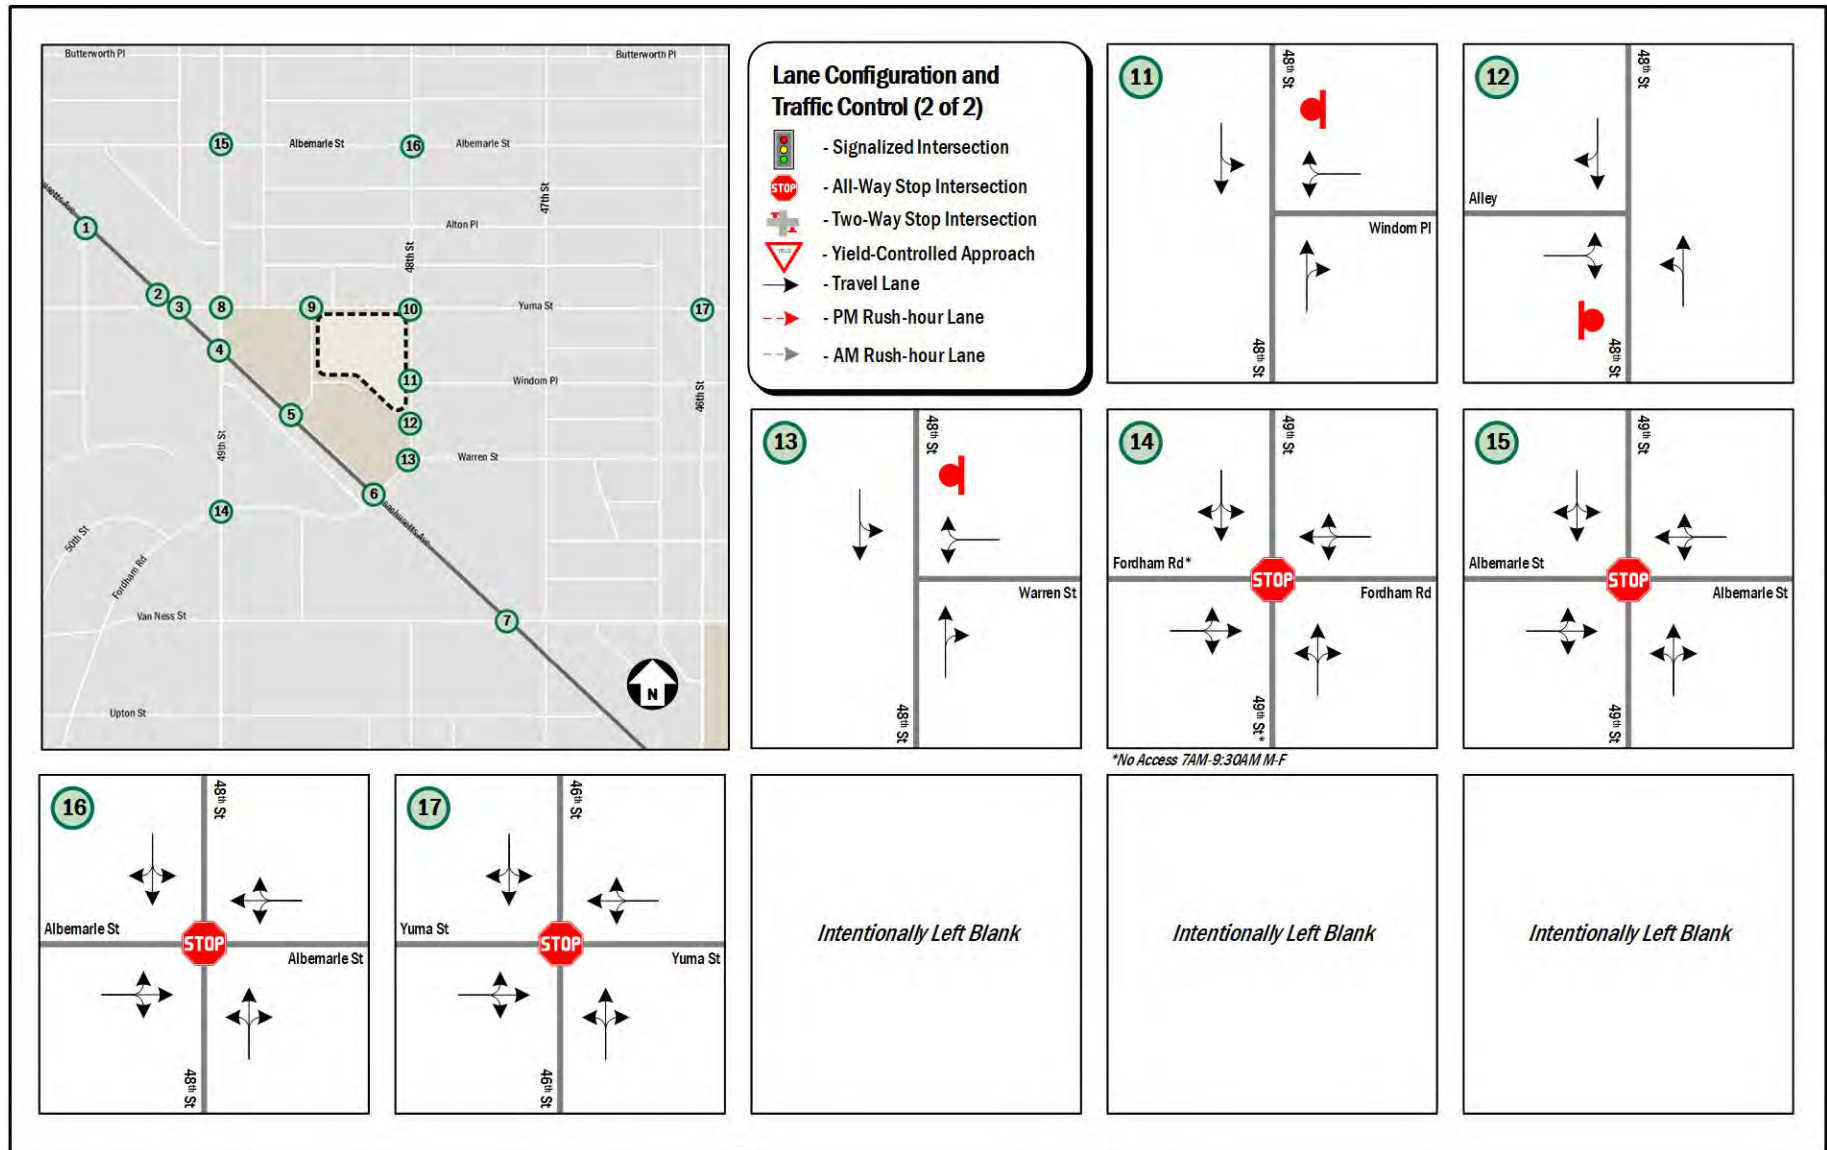 Butterworth Pl
Butterworth Pl
15
Albemarle St
16
Albemarle St
47th St
1
Alton Pl
48th St
2
3
8
9
10
Yuma St
17
4
11
Windom Pl
46th St
5
12
49th St
13
Warren St
6
14
50th St
Fordham Rd
Van Ness St
7
N
Upton St
Lane Configuration and
Traffic Control (2 of 2)
- Signalized Intersection
STOP - All-Way Stop Intersection
- Two-Way Stop Intersection
YIELD - Yield-Controlled Approach
- Travel Lane
- PM Rush-hour Lane
- AM Rush-hour Lane
11
48th St
Windom Pl
48th St
12
48th St
Alley
48th St
13
48th St
Warren St
48th St
14
49th St
Fordham Rd*
STOP
Fordham Rd
49th St*
*No Access 7AM-9:30AM M-F
15
49th St
Albemarle St
STOP
Albemarle St
49th St
16
48th St
Albemarle St
STOP
Albemarle St
48th St
17
46th St
Yuma St
STOP
Yuma St
46th St
Intentionally Left Blank
Intentionally Left Blank
Intentionally Left Blank